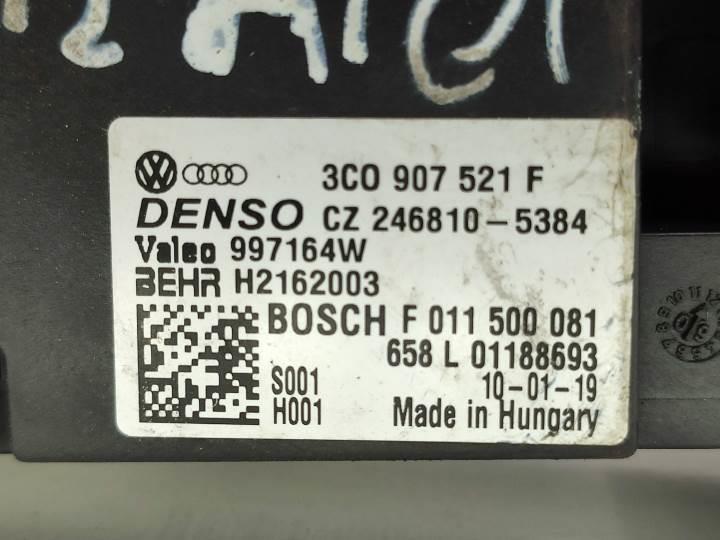 3C0 907 521 F
DENSO CZ 246810-5384
Valeo 997164W
BEHR H2162003
BOSCH F 011 500 081
658 L 01188693
S001 10-01-19
H001 Made in Hungary